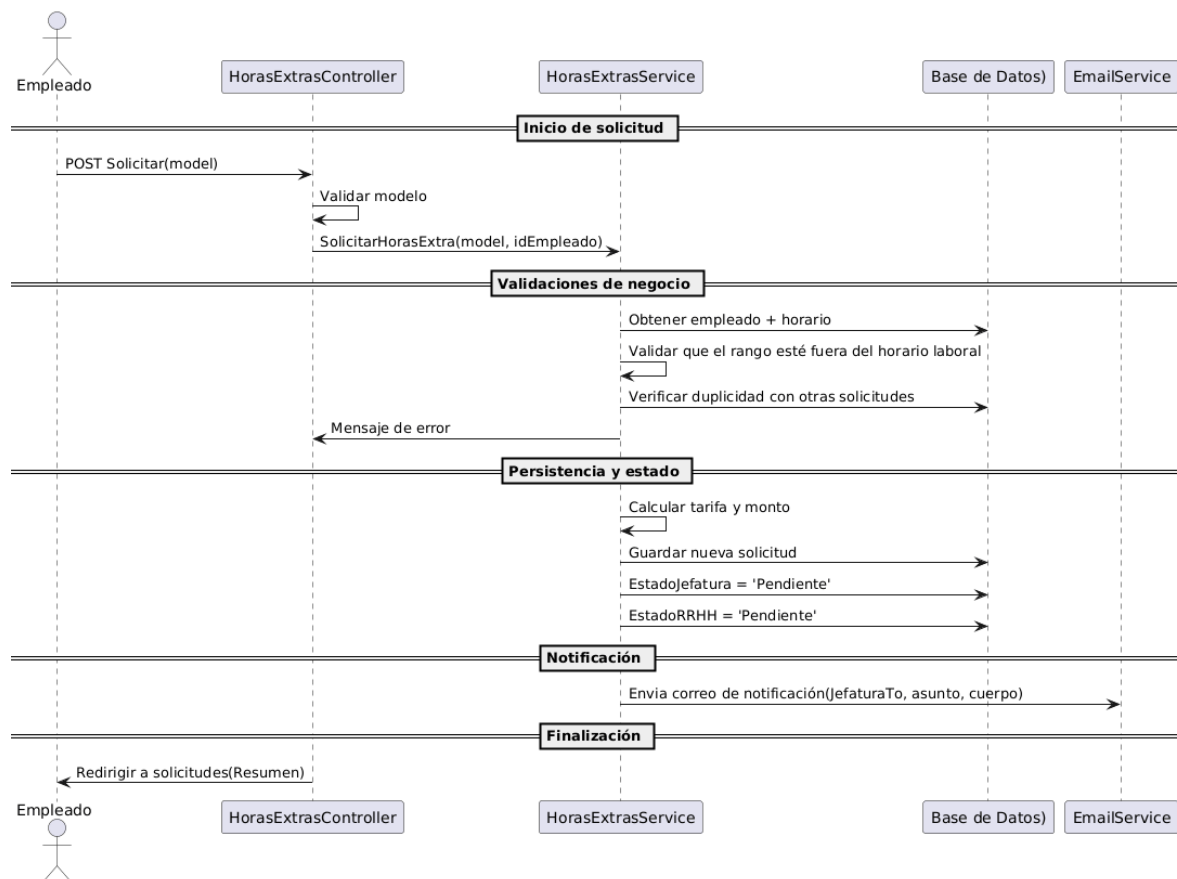 Empleado
HorasExtrasController
HorasExtrasService
Base de Datos)
EmailService
Inicio de solicitud
POST Solicitar(model)
Validar modelo
SolicitarHorasExtra(model, idEmpleado)
Validaciones de negocio
Obtener empleado + horario
Validar que el rango esté fuera del horario laboral
Verificar duplicidad con otras solicitudes
Mensaje de error
Persistencia y estado
Calcular tarifa y monto
Guardar nueva solicitud
EstadoJefatura = 'Pendiente'
EstadoRRHH = 'Pendiente'
Notificación
Envia correo de notificación(JefaturaTo, asunto, cuerpo)
Finalización
Redirigir a solicitudes(Resumen)
Empleado
HorasExtrasController
HorasExtrasService
Base de Datos)
EmailService